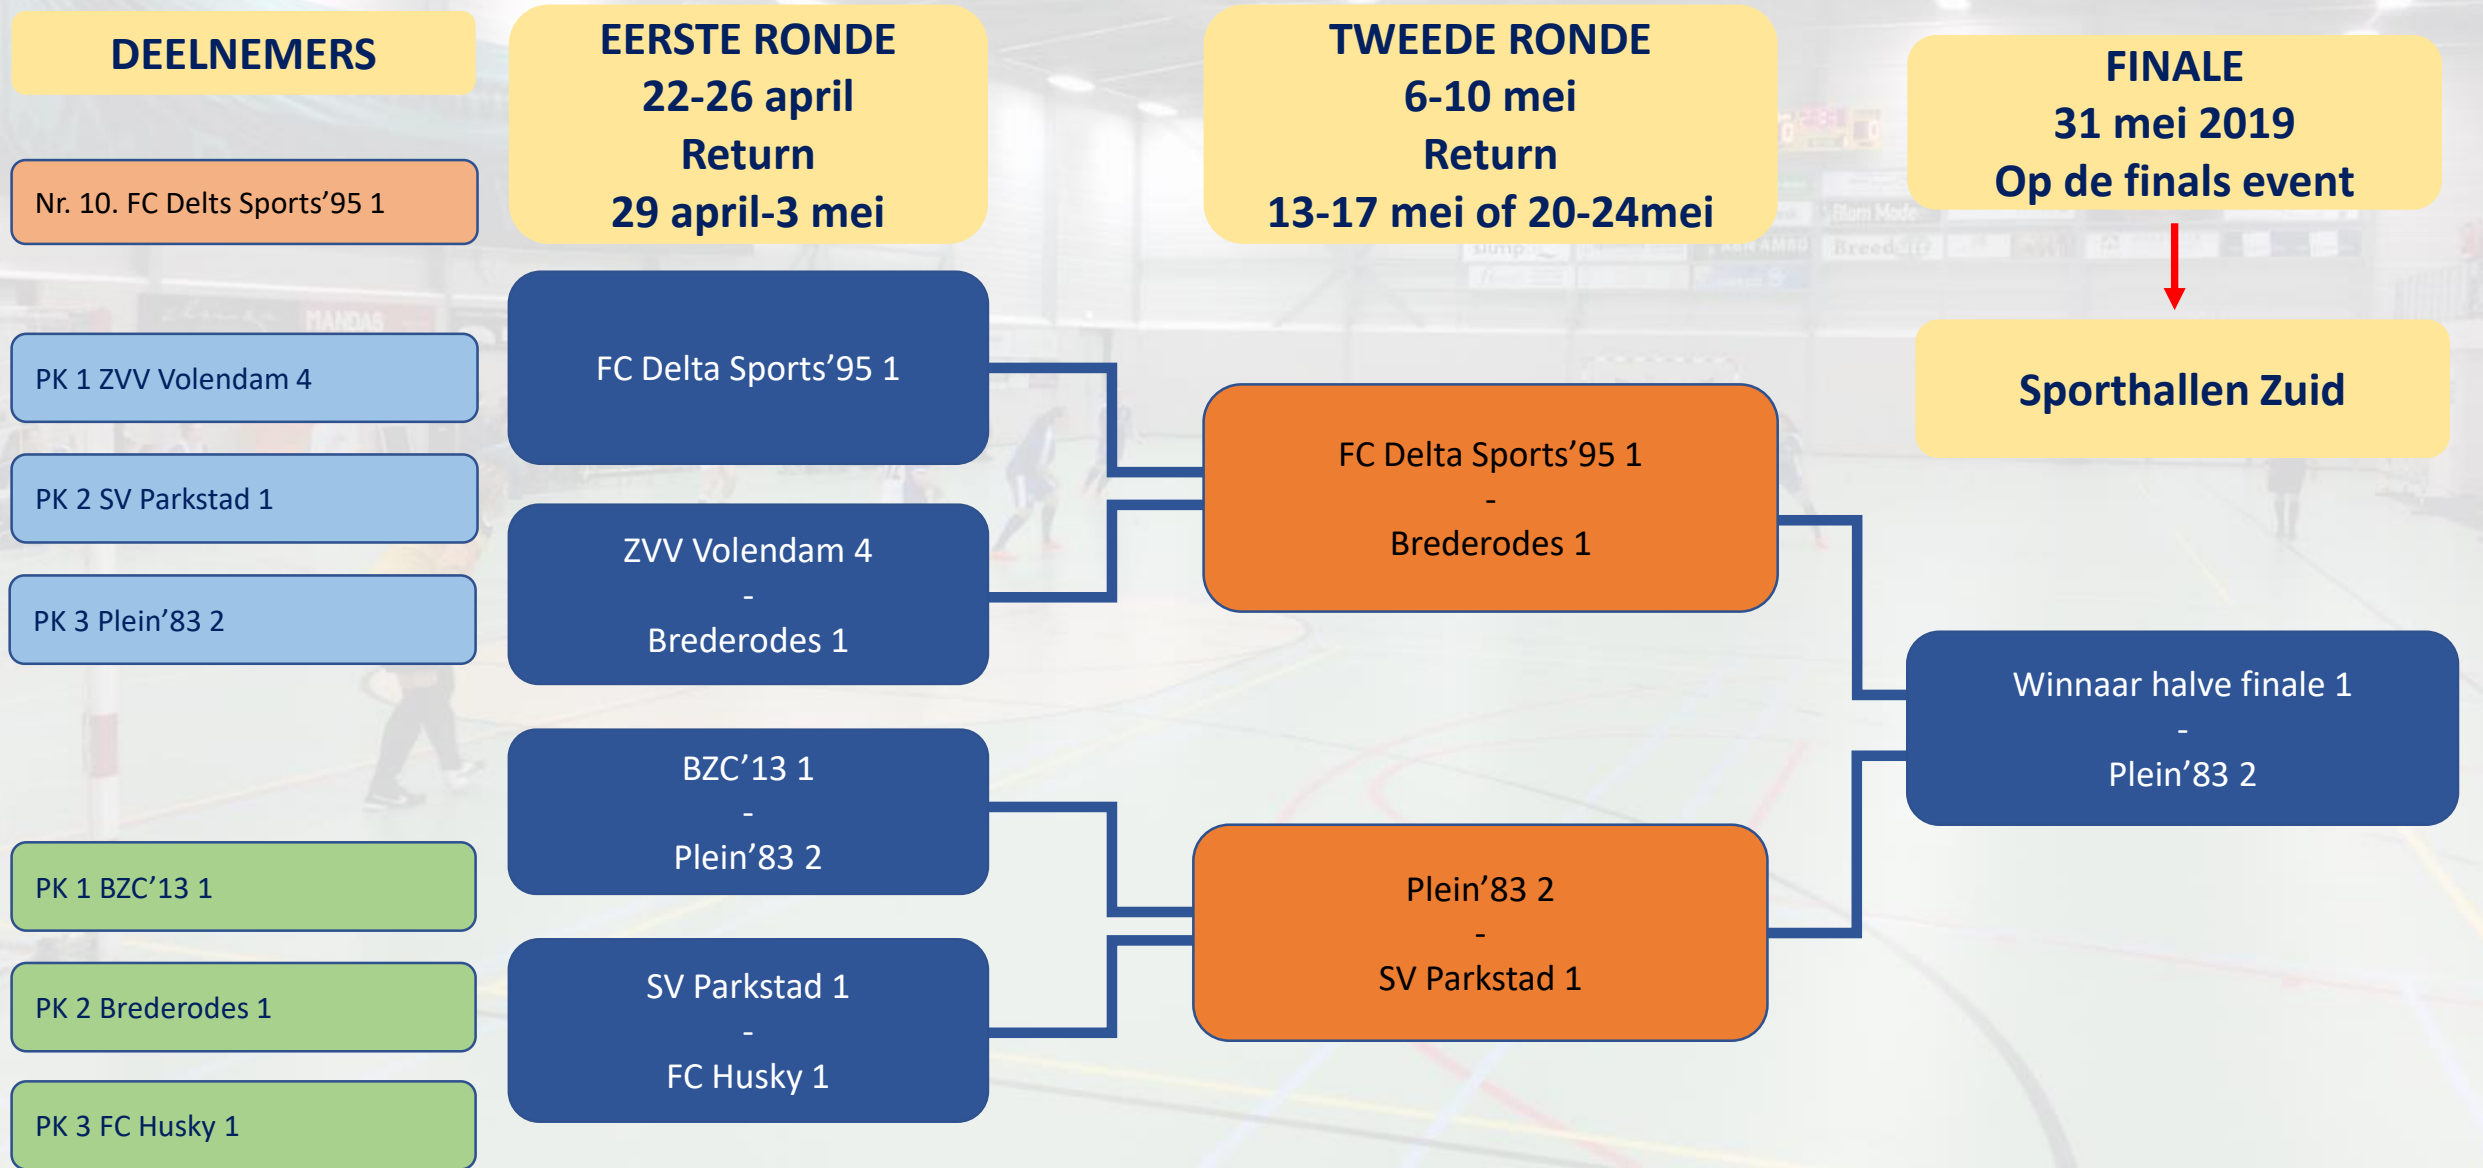 DEELNEMERS
Nr. 10. FC Delts Sports’95 1
PK 1 ZVV Volendam 4
PK 2 SV Parkstad 1
PK 3 Plein’83 2
PK 1 BZC’13 1
PK 2 Brederodes 1
PK 3 FC Husky 1
EERSTE RONDE
22-26 april
Return
29 april-3 mei
FC Delta Sports’95 1
ZVV Volendam 4
-
Brederodes 1
BZC’13 1
-
Plein’83 2
SV Parkstad 1
-
FC Husky 1
TWEEDE RONDE
6-10 mei
Return
13-17 mei of 20-24mei
FC Delta Sports’95 1
-
Brederodes 1
Plein’83 2
-
SV Parkstad 1
FINALE
31 mei 2019
Op de finals event
Sporthallen Zuid
Winnaar halve finale 1
-
Plein’83 2
MANDAS